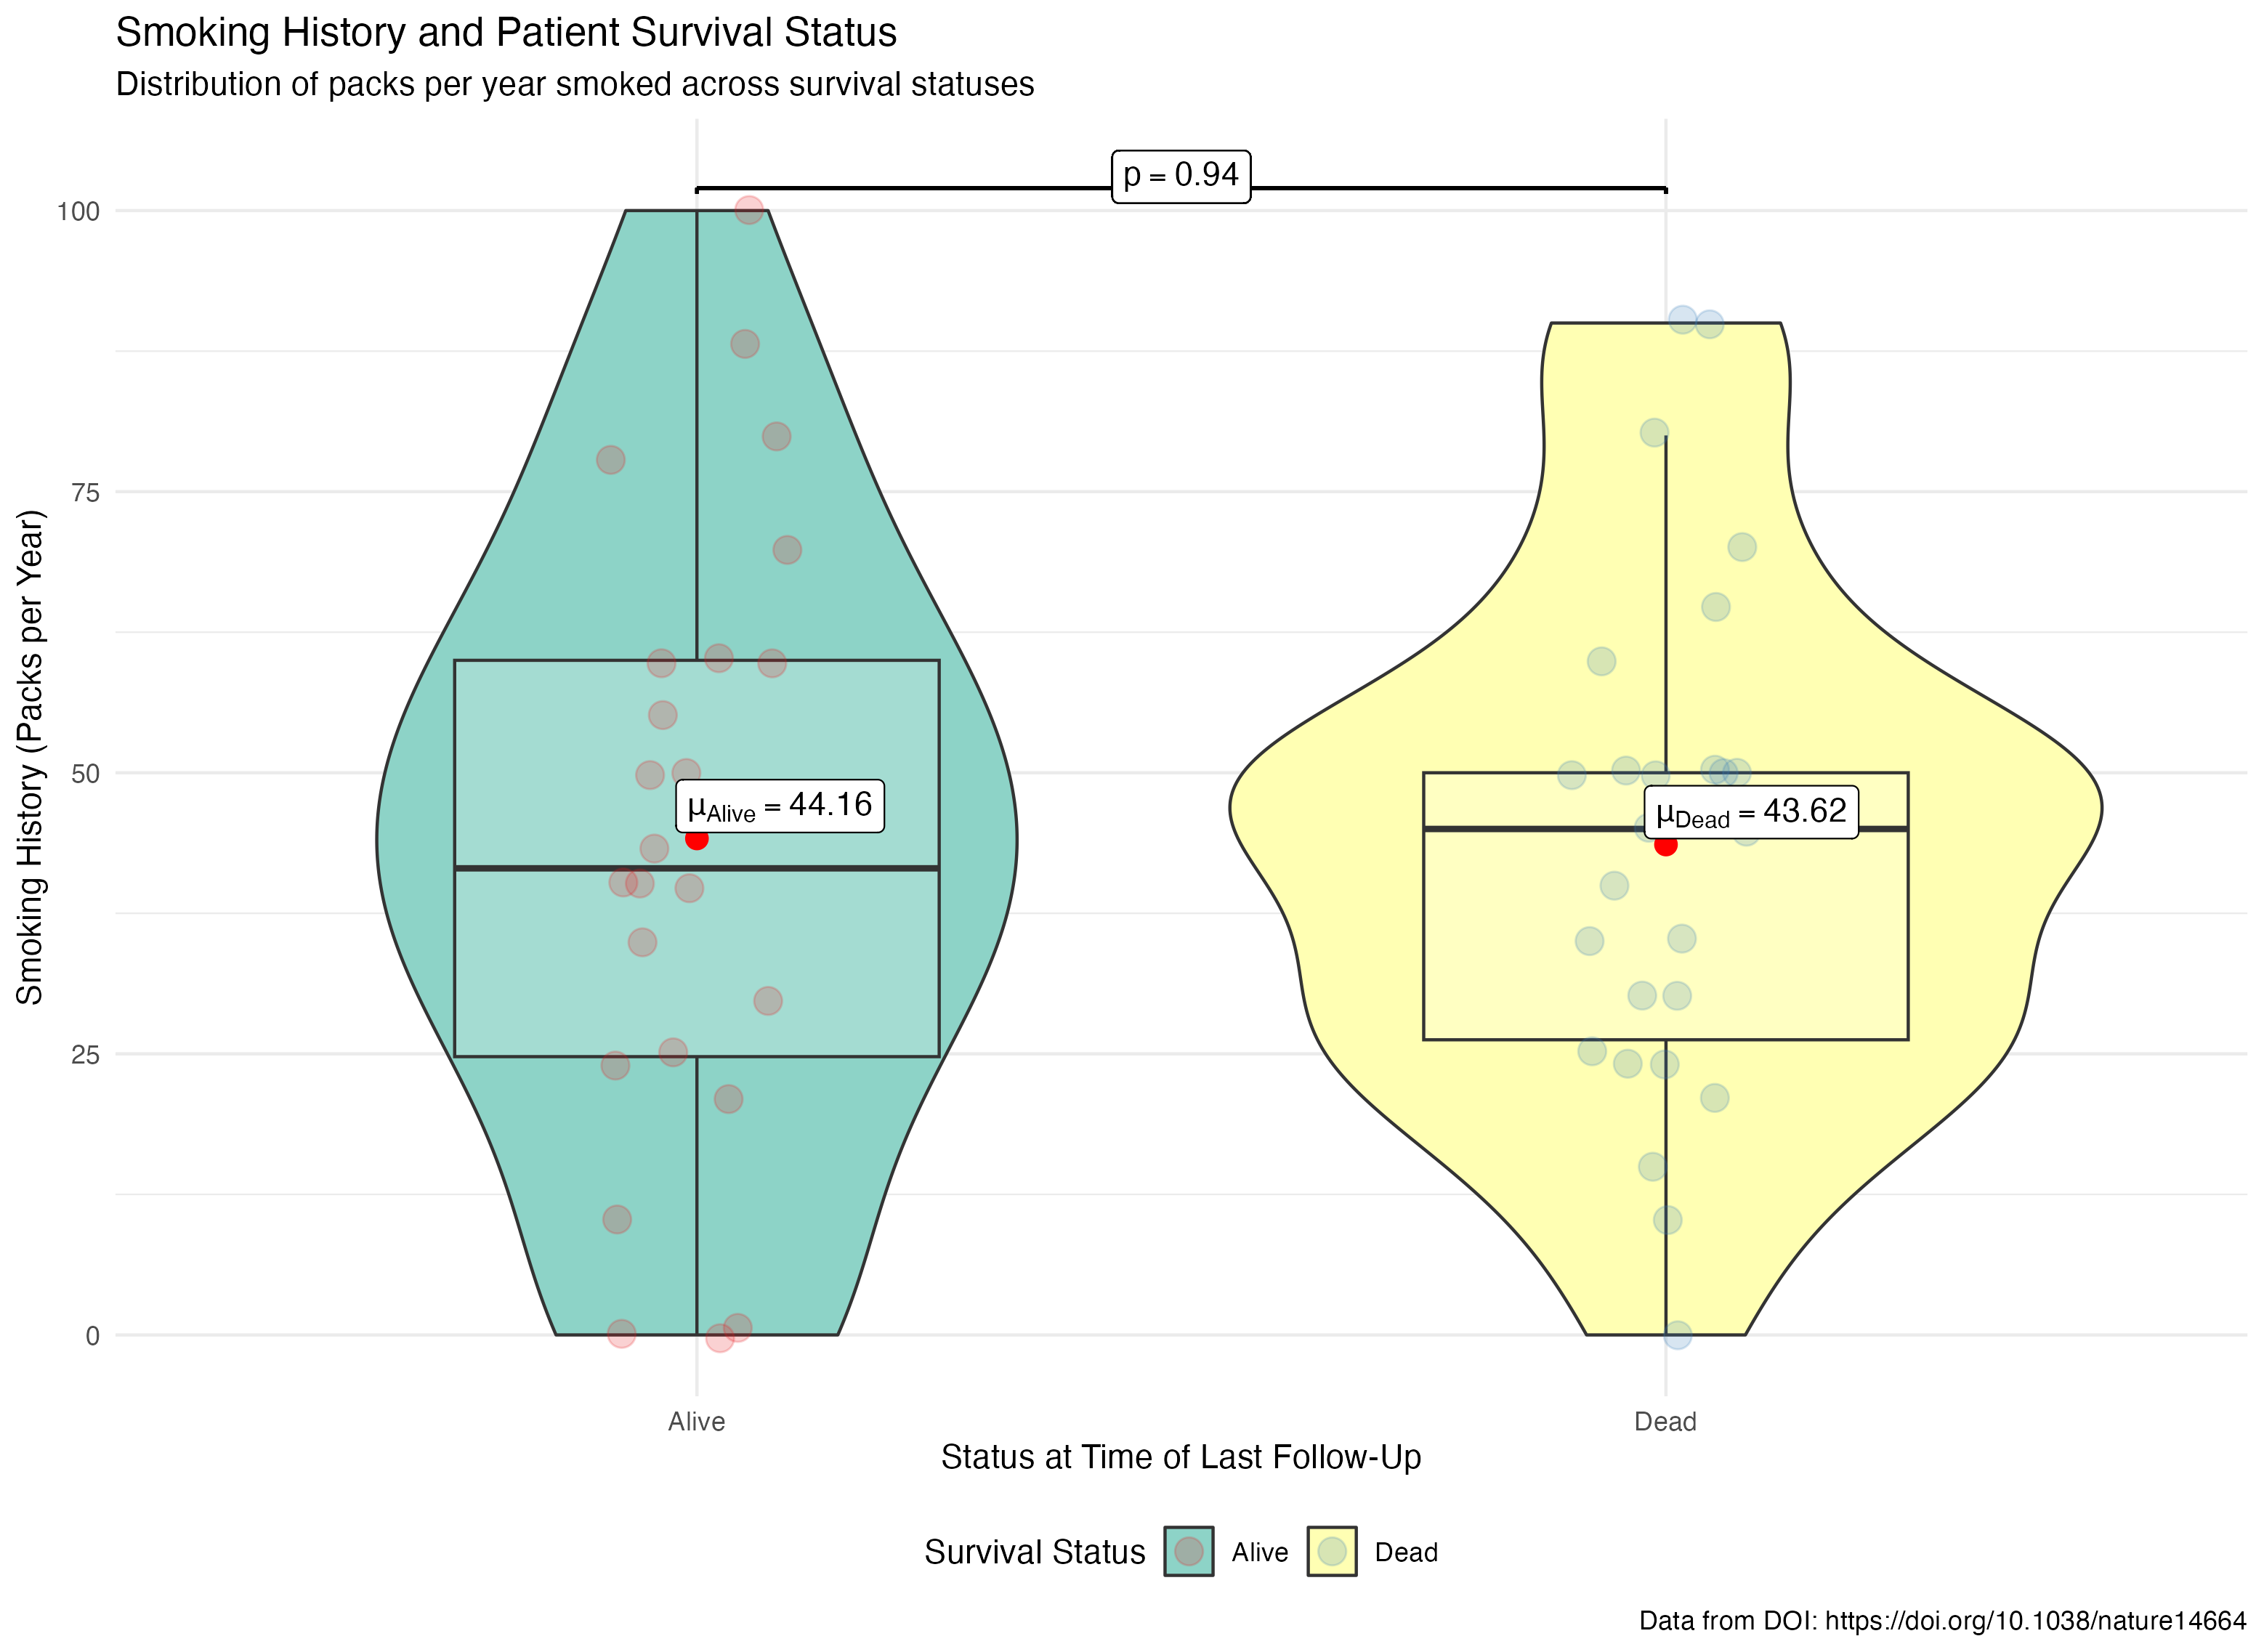 Smoking History and Patient Survival Status
Distribution of packs per year smoked across survival statuses
p = 0.94
100
75
50
25
0
Smoking History (Packs per Year)
μAlive = 44.16
μDead = 43.62
Alive
Dead
Status at Time of Last Follow-Up
Survival Status Alive Dead
Data from DOI: https://doi.org/10.1038/nature14664